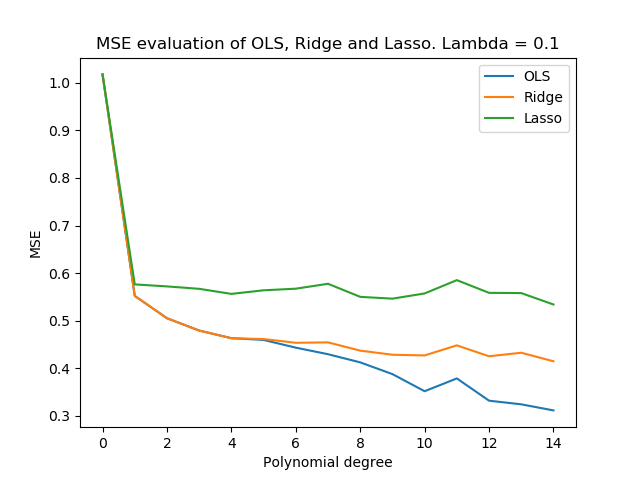 MSE evaluation of OLS, Ridge and Lasso. Lambda = 0.1
OLS
Ridge
Lasso
MSE
1.0
0.9
0.8
0.7
0.6
0.5
0.4
0.3
0 2 4 6 8 10 12 14
Polynomial degree